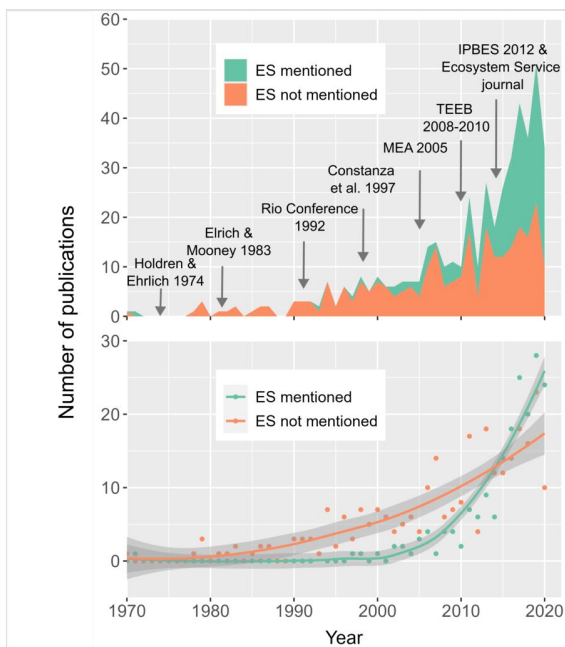 60
50
40
30
20
10
0
Number of publications
ES mentioned
ES not mentioned
IPBES 2012 &
Ecosystem Service
journal
TEEB
2008-2010
MEA 2005
Constanza
et al. 1997
Rio Conference
1992
Elrich &
Mooney 1983
Holdren &
Ehrlich 1974
30
20
10
0
ES mentioned
ES not mentioned
1970 1980 1990 2000 2010 2020
Year